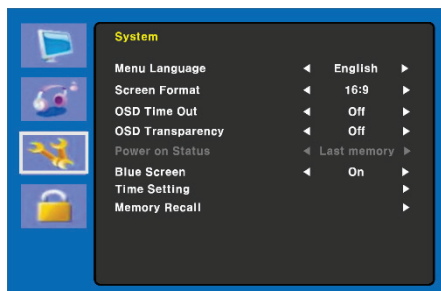 System
Menu Language English
Screen Format 16:9
OSD Time Out Off
OSD Transparency Off
Power on Status Last memory
Blue Screen On
Time Setting
Memory Recall